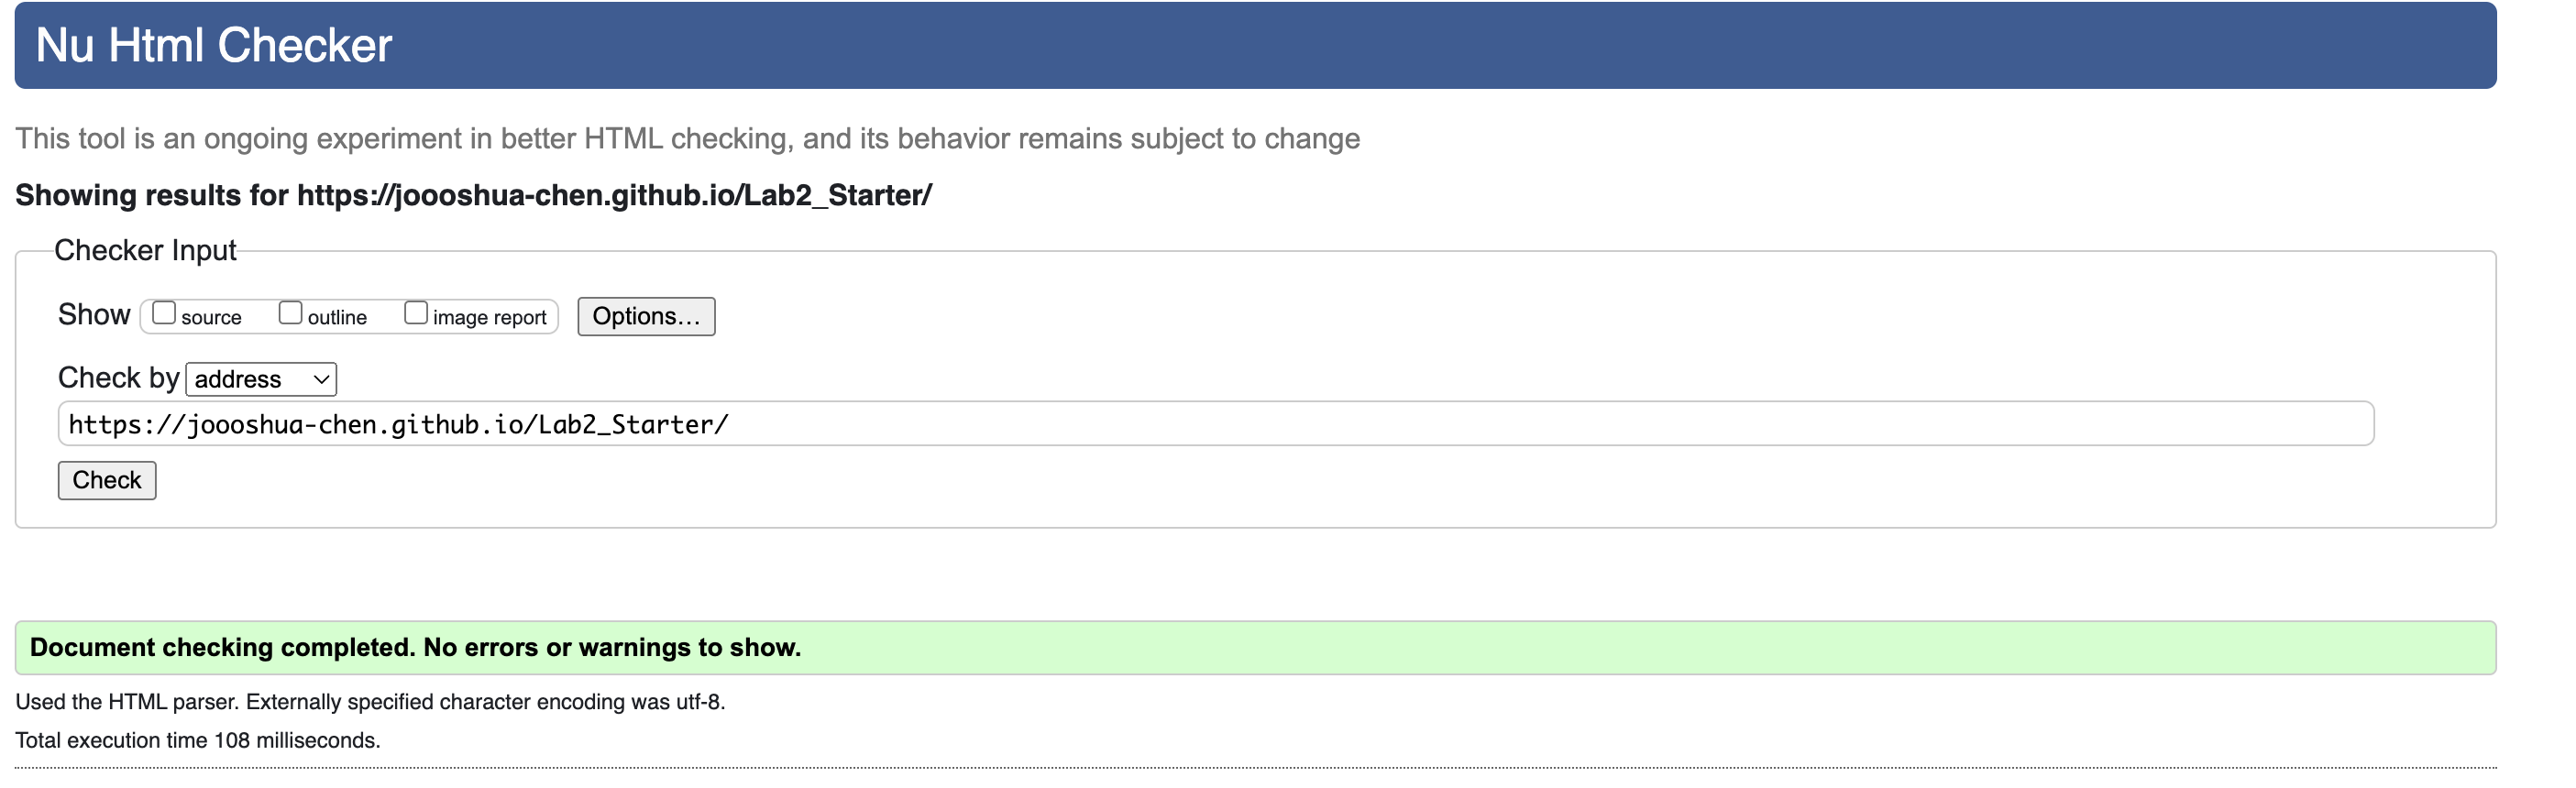 Nu Html Checker
This tool is an ongoing experiment in better HTML checking, and its behavior remains subject to change
Showing results for https://joooshua-chen.github.io/Lab2_Starter/
Checker Input
Show source outline image report Options...
Check by address
https://joooshua-chen.github.io/Lab2_Starter/
Check
Document checking completed. No errors or warnings to show.
Used the HTML parser. Externally specified character encoding was utf-8.
Total execution time 108 milliseconds.